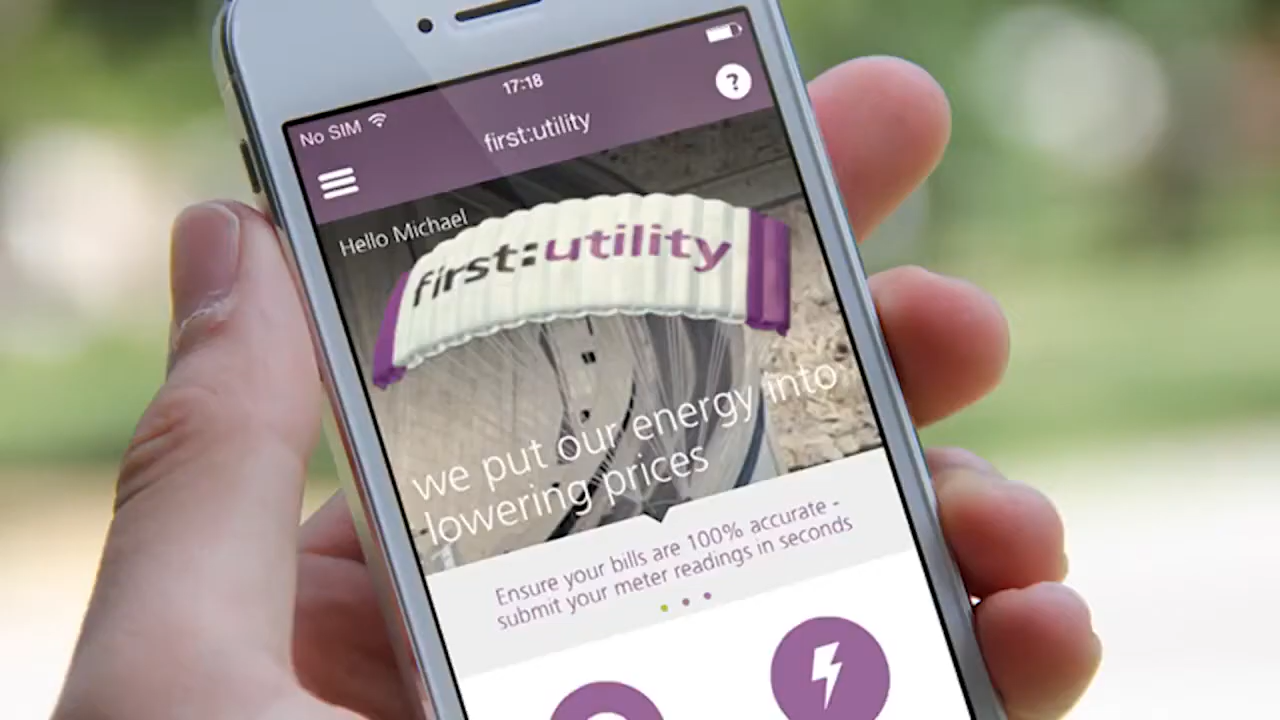 No SIM
17:18
?
first:utility
Hello Michael
first:utility
we put our energy into
lowering prices
Ensure your bills are 100% accurate -
submit your meter readings in seconds